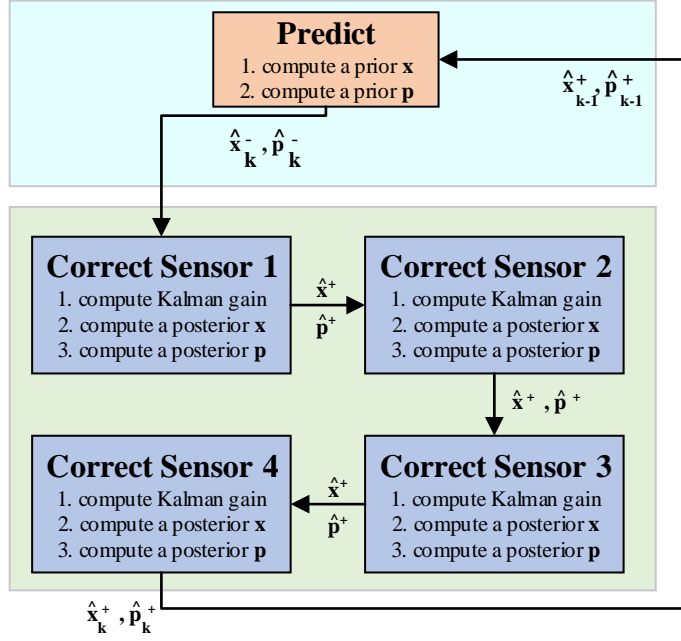 Predict
1. compute a prior x
2. compute a prior p
x̂⁺ₖ₋₁, p̂⁺ₖ₋₁
x̂⁻ₖ, p̂⁻ₖ
Correct Sensor 1
1. compute Kalman gain
2. compute a posterior x
3. compute a posterior p
x̂⁺
p̂⁺
Correct Sensor 2
1. compute Kalman gain
2. compute a posterior x
3. compute a posterior p
x̂⁺, p̂⁺
Correct Sensor 3
1. compute Kalman gain
2. compute a posterior x
3. compute a posterior p
x̂⁺
p̂⁺
Correct Sensor 4
1. compute Kalman gain
2. compute a posterior x
3. compute a posterior p
x̂⁺ₖ, p̂⁺ₖ